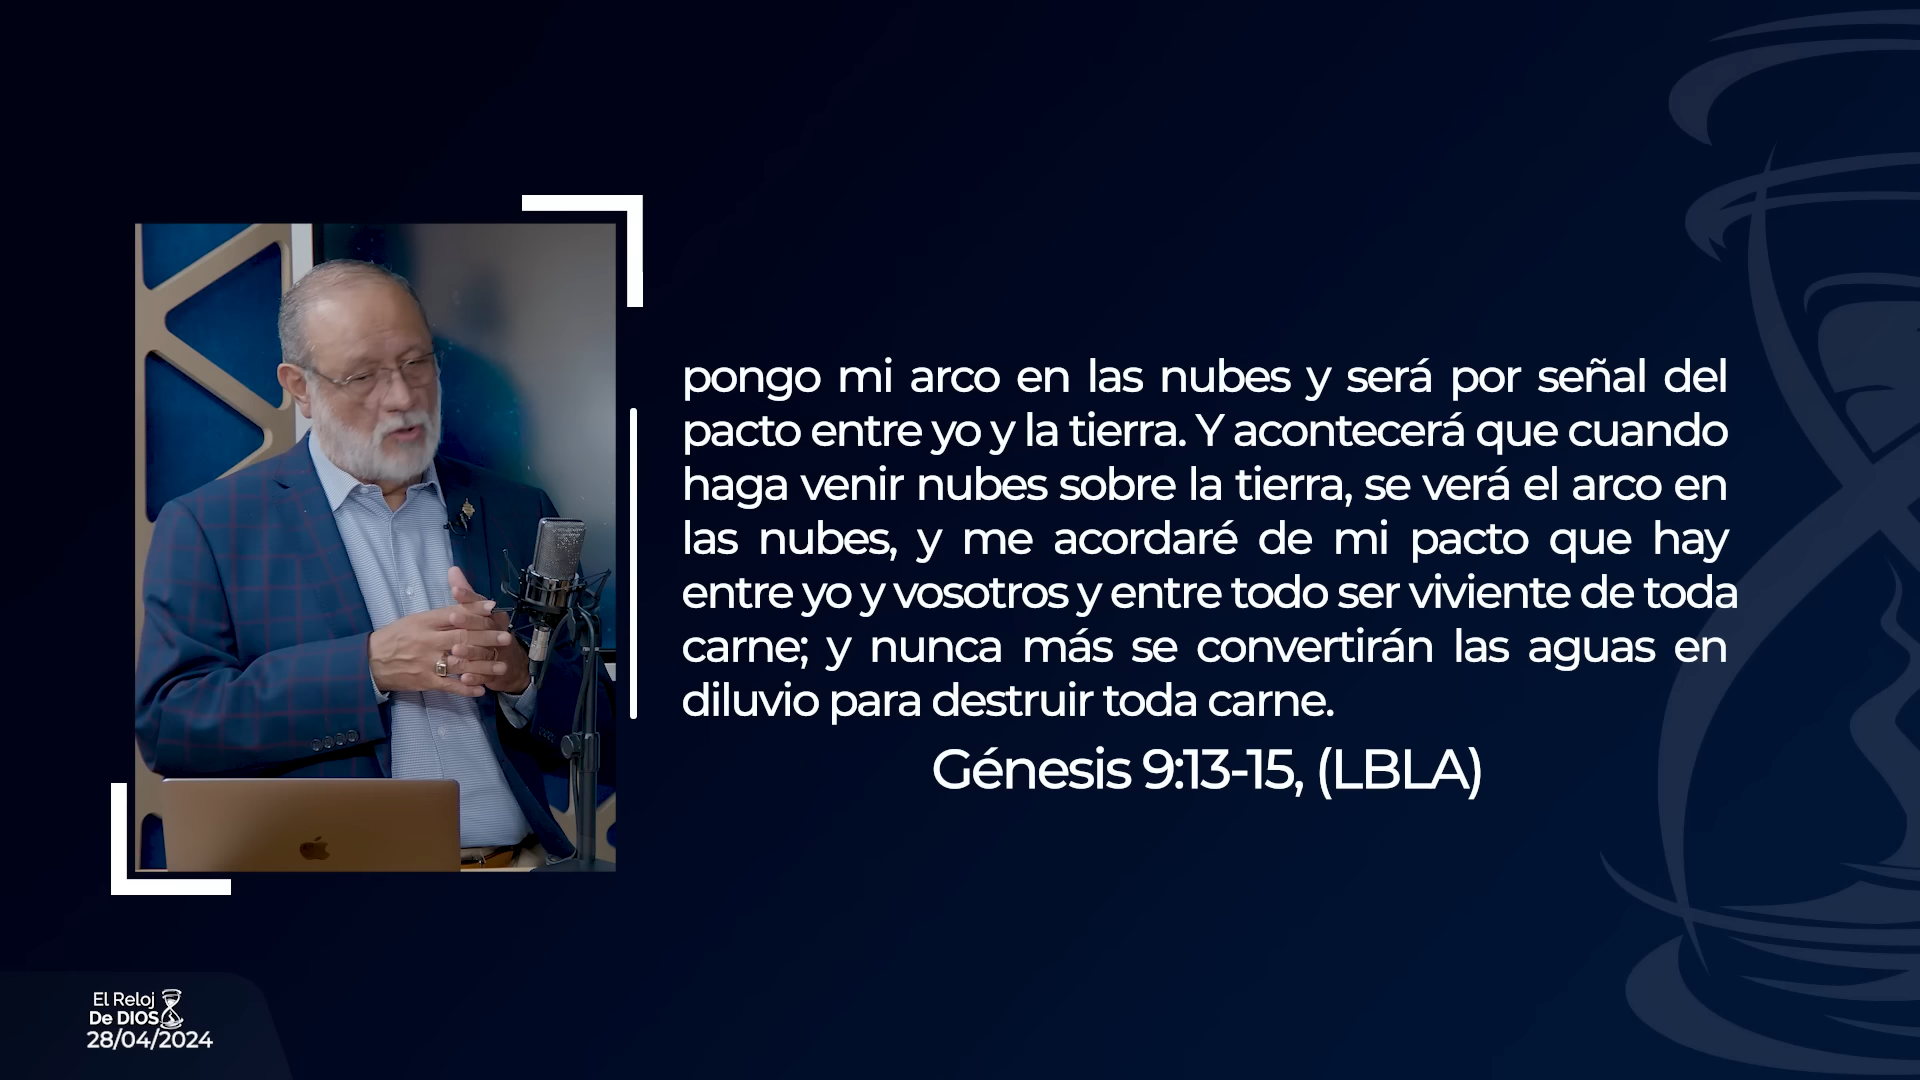 pongo mi arco en las nubes y será por señal del
pacto entre yo y la tierra. Y acontecerá que cuando
haga venir nubes sobre la tierra, se verá el arco en
las nubes, y me acordaré de mi pacto que hay
entre yo y vosotros y entre todo ser viviente de toda
carne; y nunca más se convertirán las aguas en
diluvio para destruir toda carne.
Génesis 9:13-15, (LBLA)
El Reloj
De DIOS
28/04/2024